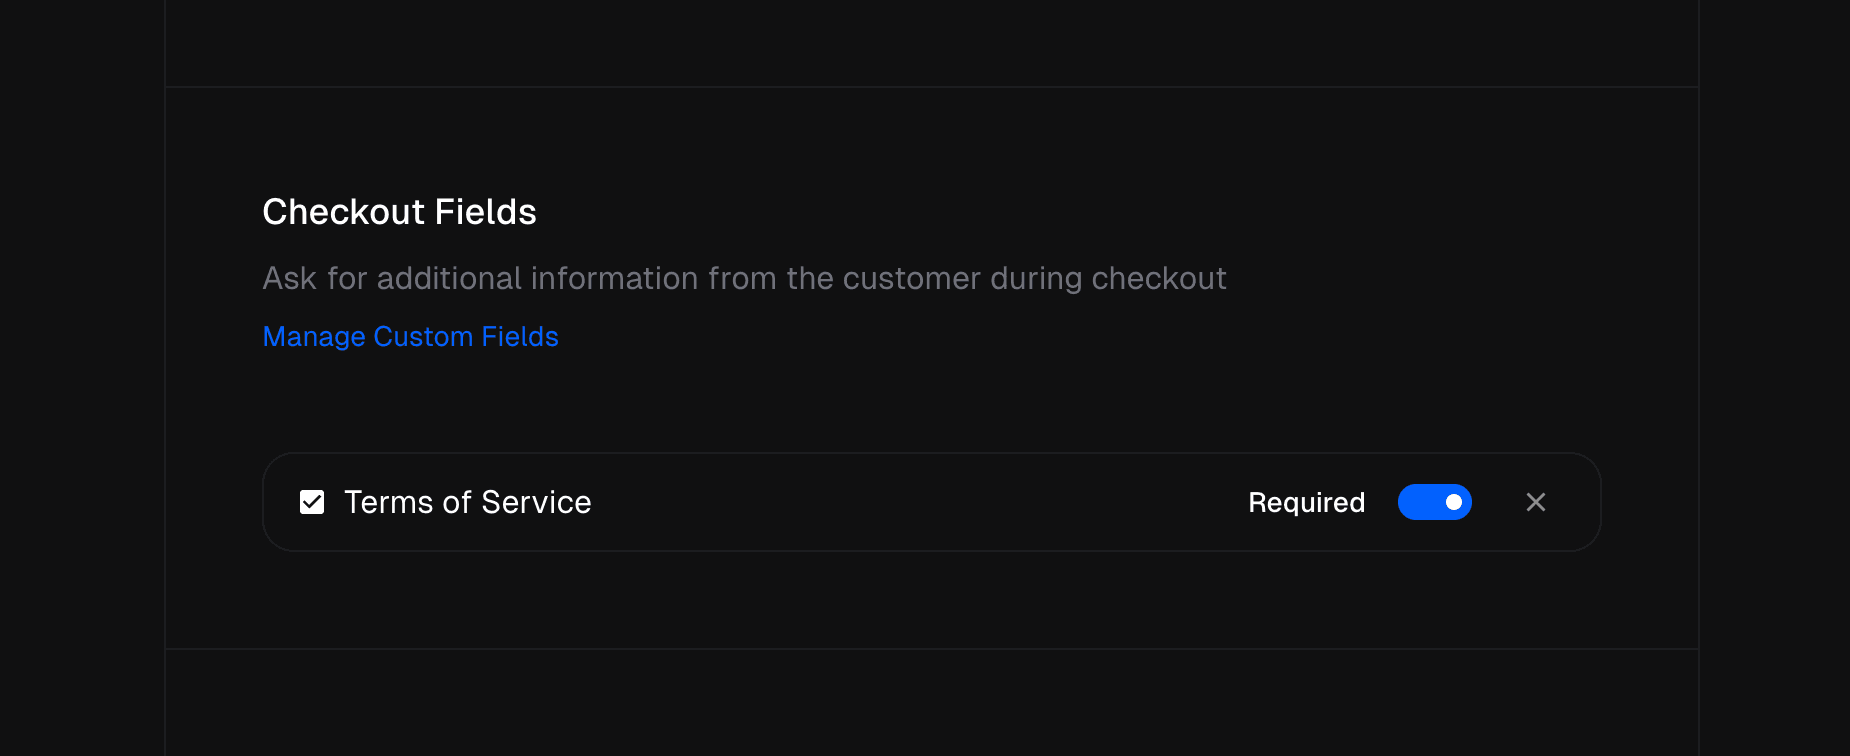 Checkout Fields
Ask for additional information from the customer during checkout
Manage Custom Fields
Terms of Service
Required